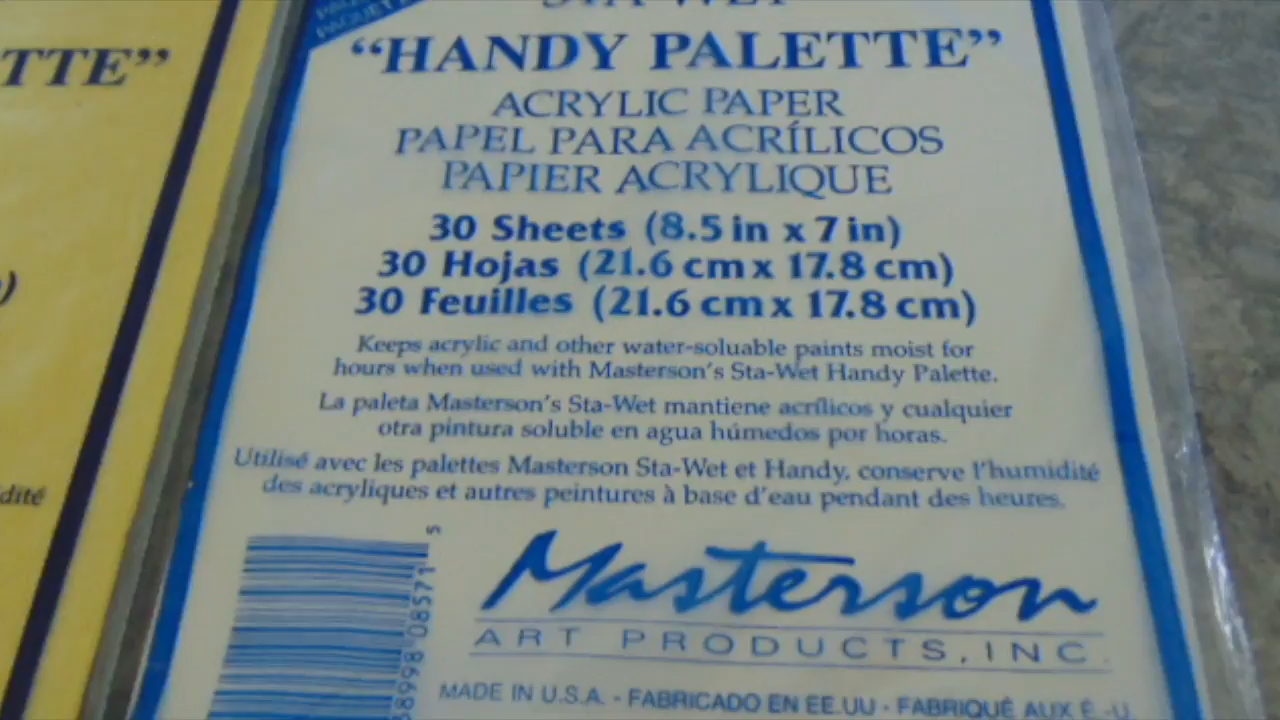 STA-WET
"HANDY PALETTE"
ACRYLIC PAPER
PAPEL PARA ACRÍLICOS
PAPIER ACRYLIQUE
30 Sheets (8.5 in x 7 in)
30 Hojas (21.6 cm x 17.8 cm)
30 Feuilles (21.6 cm x 17.8 cm)
Keeps acrylic and other water-soluable paints moist for
hours when used with Masterson's Sta-Wet Handy Palette.
La paleta Masterson's Sta-Wet mantiene acrílicos y cualquier
otra pintura soluble en agua húmedos por horas.
Utilisé avec les palettes Masterson Sta-Wet et Handy, conserve l'humidité
des acryliques et autres peintures à base d'eau pendant des heures.
Masterson
ART PRODUCTS, INC.
MADE IN U.S.A. - FABRICADO EN EE.UU - FABRIQUÉ AUX É.-U.
08571 5
TTE"
dité